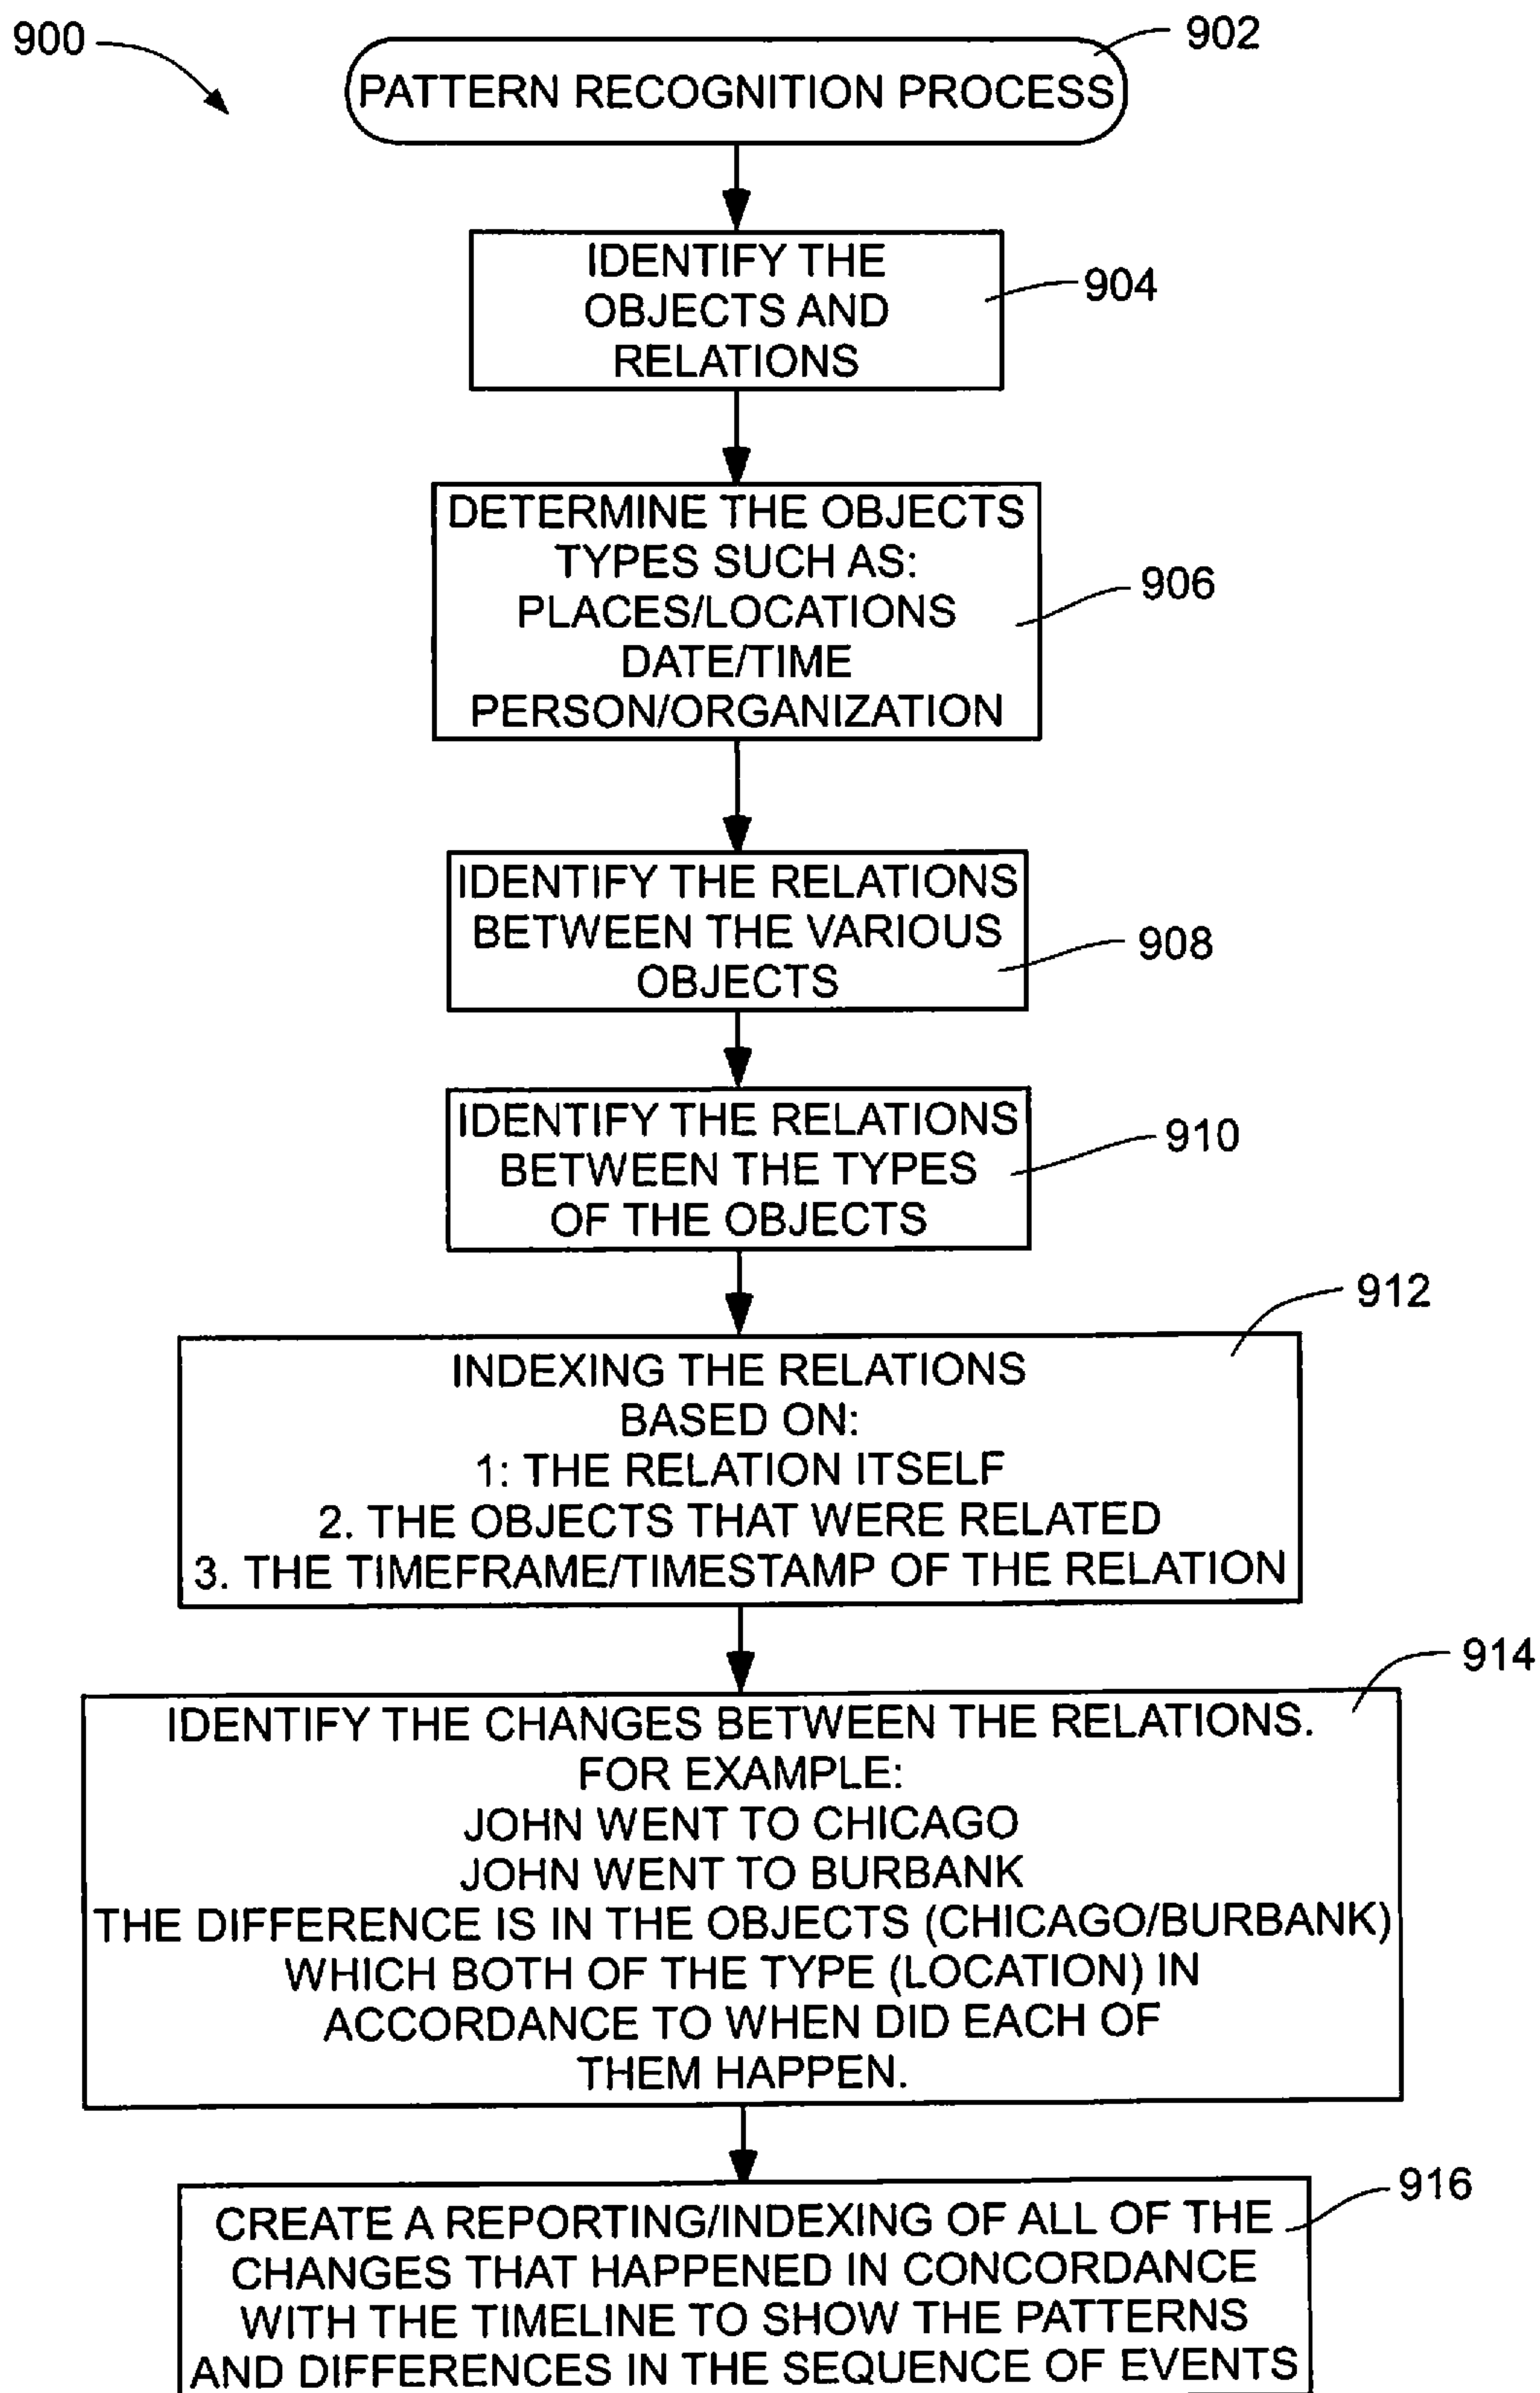 900
902
PATTERN RECOGNITION PROCESS
IDENTIFY THE
OBJECTS AND
RELATIONS
904
DETERMINE THE OBJECTS
TYPES SUCH AS:
PLACES/LOCATIONS
DATE/TIME
PERSON/ORGANIZATION
906
IDENTIFY THE RELATIONS
BETWEEN THE VARIOUS
OBJECTS
908
IDENTIFY THE RELATIONS
BETWEEN THE TYPES
OF THE OBJECTS
910
912
INDEXING THE RELATIONS
BASED ON:
1: THE RELATION ITSELF
2. THE OBJECTS THAT WERE RELATED
3. THE TIMEFRAME/TIMESTAMP OF THE RELATION
914
IDENTIFY THE CHANGES BETWEEN THE RELATIONS.
FOR EXAMPLE:
JOHN WENT TO CHICAGO
JOHN WENT TO BURBANK
THE DIFFERENCE IS IN THE OBJECTS (CHICAGO/BURBANK)
WHICH BOTH OF THE TYPE (LOCATION) IN
ACCORDANCE TO WHEN DID EACH OF
THEM HAPPEN.
916
CREATE A REPORTING/INDEXING OF ALL OF THE
CHANGES THAT HAPPENED IN CONCORDANCE
WITH THE TIMELINE TO SHOW THE PATTERNS
AND DIFFERENCES IN THE SEQUENCE OF EVENTS